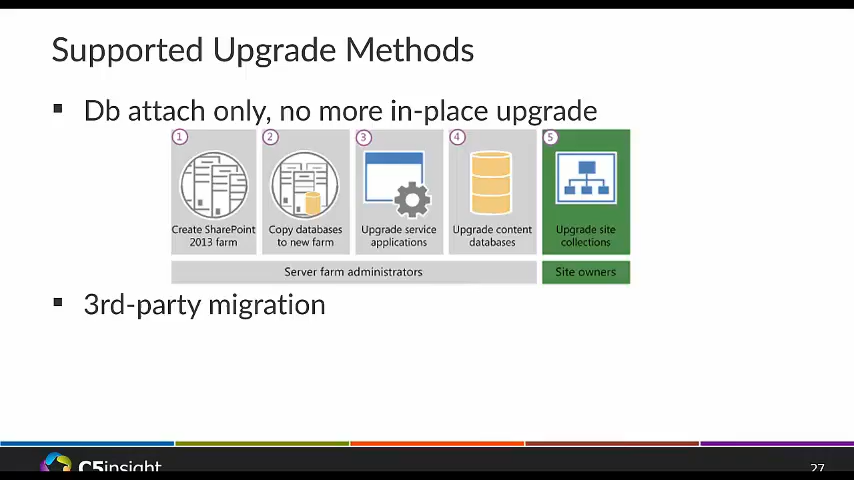 Supported Upgrade Methods
▪ Db attach only, no more in-place upgrade
1 2 3 4 5
Create SharePoint 2013 farm
Copy databases to new farm
Upgrade service applications
Upgrade content databases
Upgrade site collections
Server farm administrators
Site owners
▪ 3rd-party migration
C5insight
27